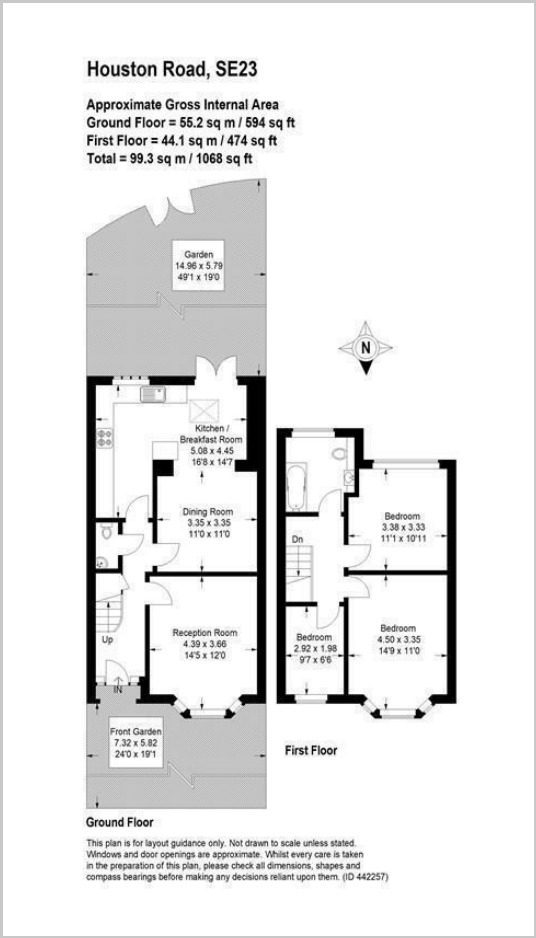 Houston Road, SE23
Approximate Gross Internal Area
Ground Floor = 55.2 sq m / 594 sq ft
First Floor = 44.1 sq m / 474 sq ft
Total = 99.3 sq m / 1068 sq ft
Garden
14.96 x 5.79
49'1 x 19'0
N
Kitchen /
Breakfast Room
5.08 x 4.45
16'8 x 14'7
Dining Room
3.35 x 3.35
11'0 x 11'0
Reception Room
4.39 x 3.66
14'5 x 12'0
Up
IN
Front Garden
7.32 x 5.82
24'0 x 19'1
Ground Floor
Bedroom
3.38 x 3.33
11'1 x 10'11
Dn
Bedroom
4.50 x 3.35
14'9 x 11'0
Bedroom
2.92 x 1.98
9'7 x 6'6
First Floor
This plan is for layout guidance only. Not drawn to scale unless stated.
Windows and door openings are approximate. Whilst every care is taken
in the preparation of this plan, please check all dimensions, shapes and
compass bearings before making any decisions reliant upon them. (ID 442257)